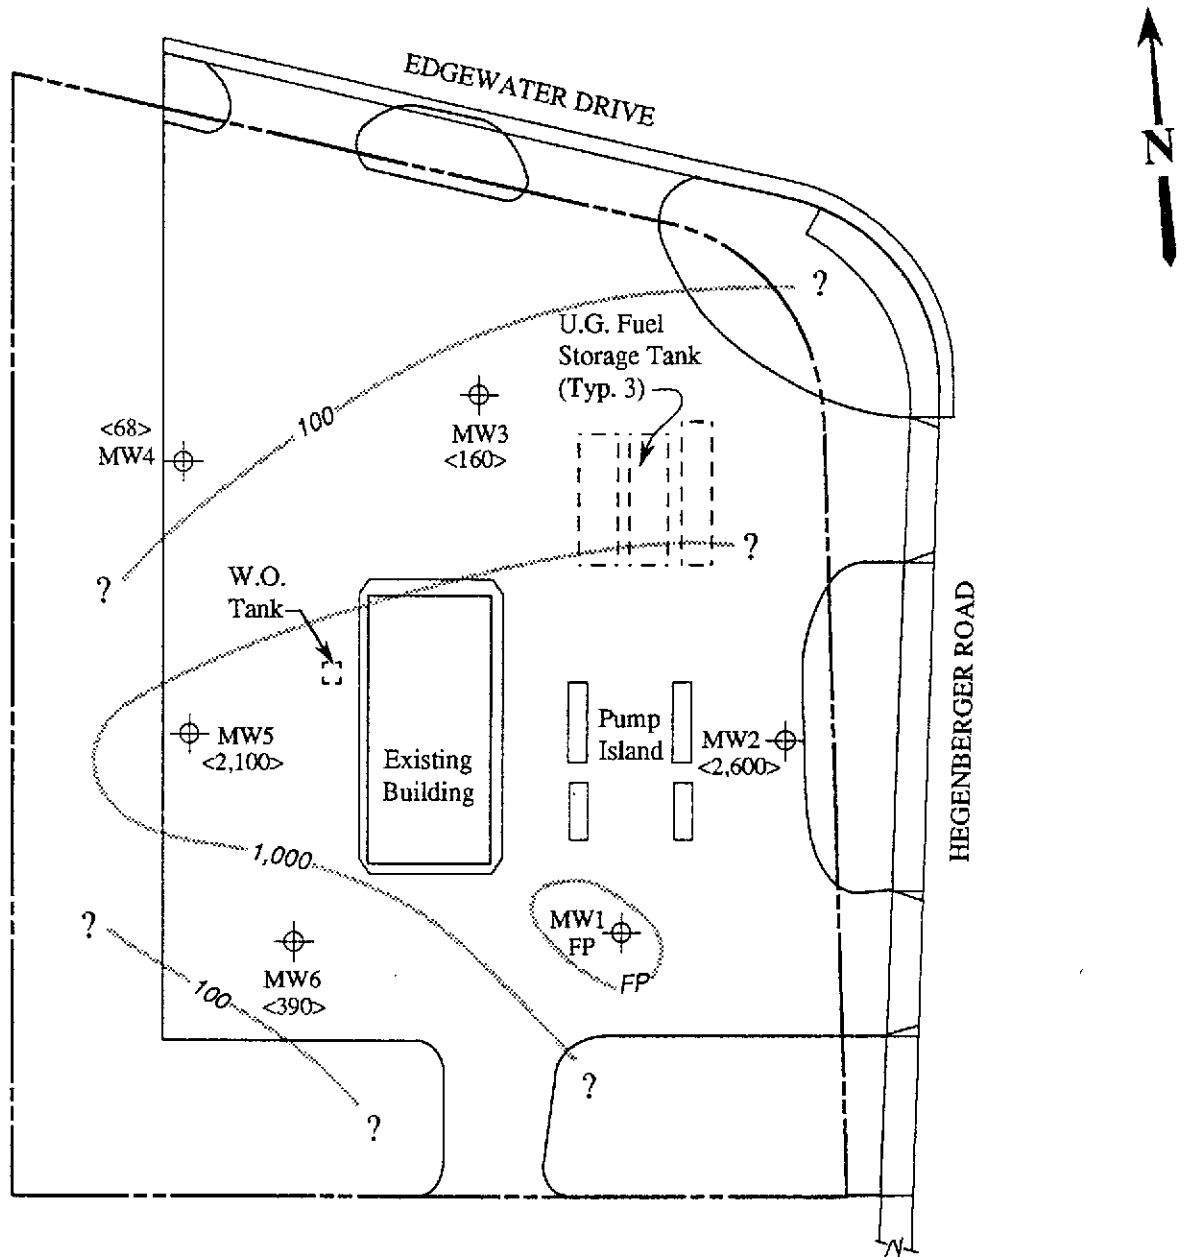 EDGEWATER DRIVE
N
?
U.G. Fuel
Storage Tank
(Typ. 3)
100
<68>
MW4
MW3
<160>
?
?
W.O.
Tank
HEGENBERGER ROAD
MW5
<2,100>
Existing
Building
Pump
Island
MW2
<2,600>
1,000
?
MW1
FP
FP
MW6
<390>
100
?
?